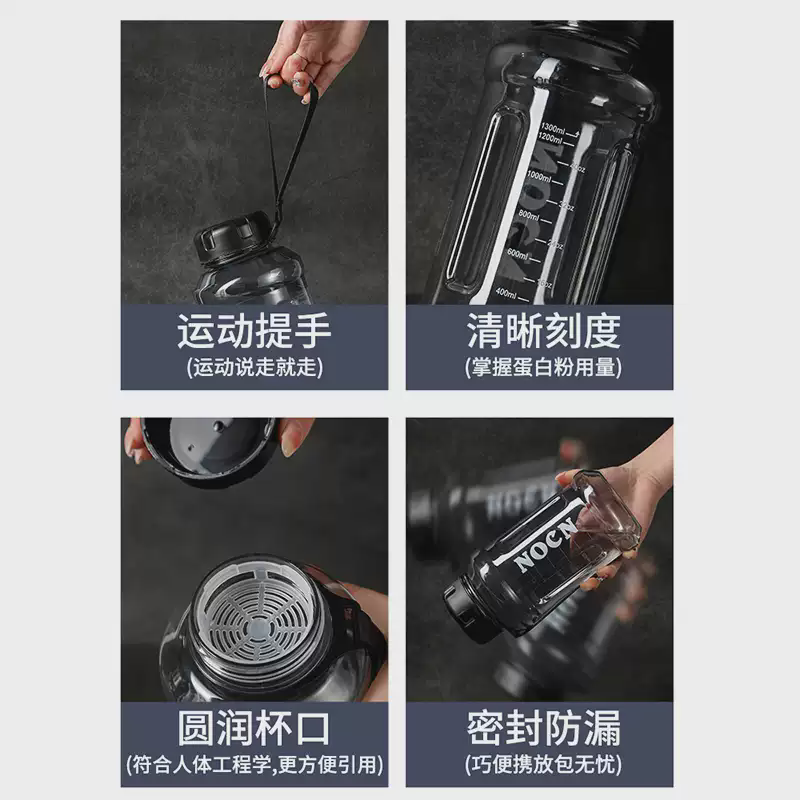 运动提手
(运动说走就走)
1300ml
1200ml
1000ml
32oz
800ml
600ml
400ml
清晰刻度
(掌握蛋白粉用量)
圆润杯口
(符合人体工程学,更方便引用)
NOCN
密封防漏
(巧便携放包无忧)